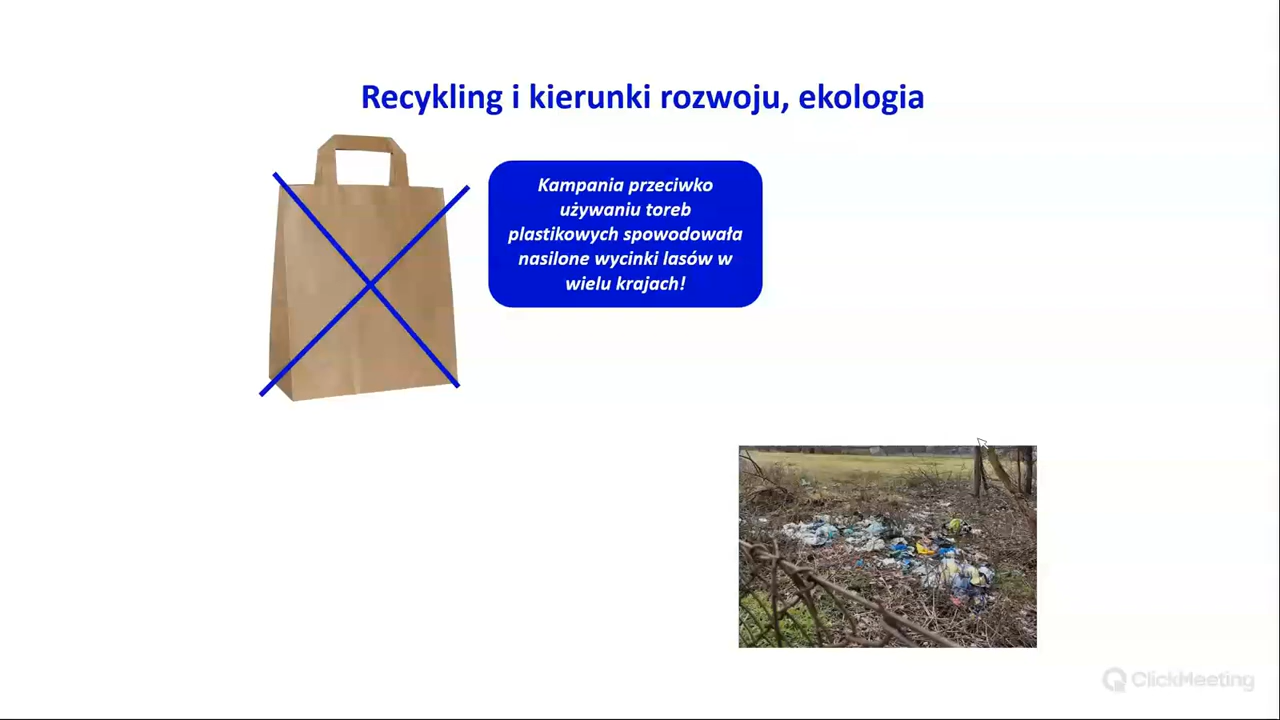 Recykling i kierunki rozwoju, ekologia
Kampania przeciwko
używaniu toreb
plastikowych spowodowała
nasilone wycinki lasów w
wielu krajach!
ClickMeeting